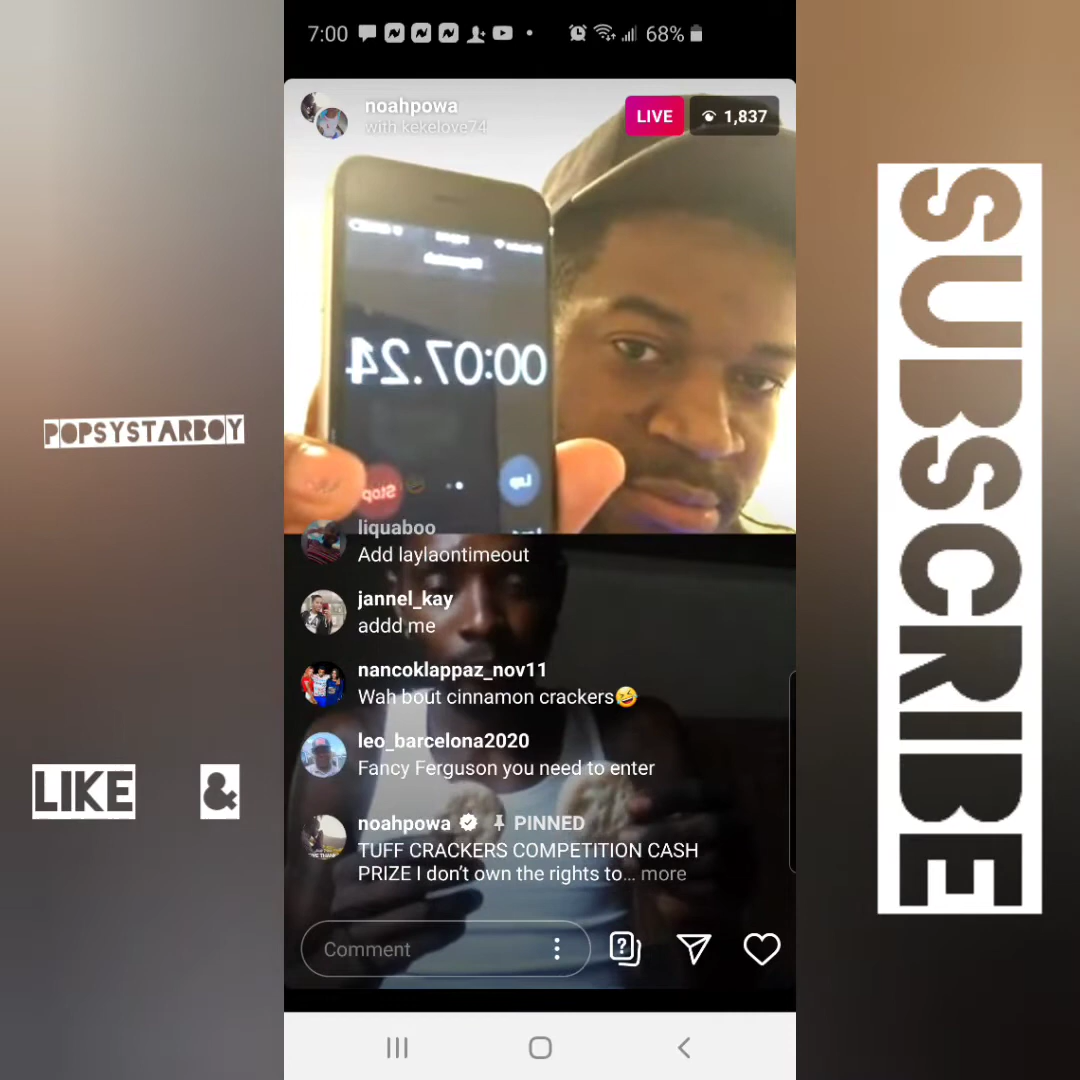 7:00
68%
noahpowa
with kekelove74
LIVE
1,837
00:07.24
Stop
Lap
POPSYSTARBOY
liquaboo
Add laylaontimeout
jannel_kay
addd me
nancoklappaz_nov11
Wah bout cinnamon crackers🤣
leo_barcelona2020
Fancy Ferguson you need to enter
noahpowa PINNED
TUFF CRACKERS COMPETITION CASH
PRIZE I don't own the rights to... more
Comment
LIKE &
SUBSCRIBE